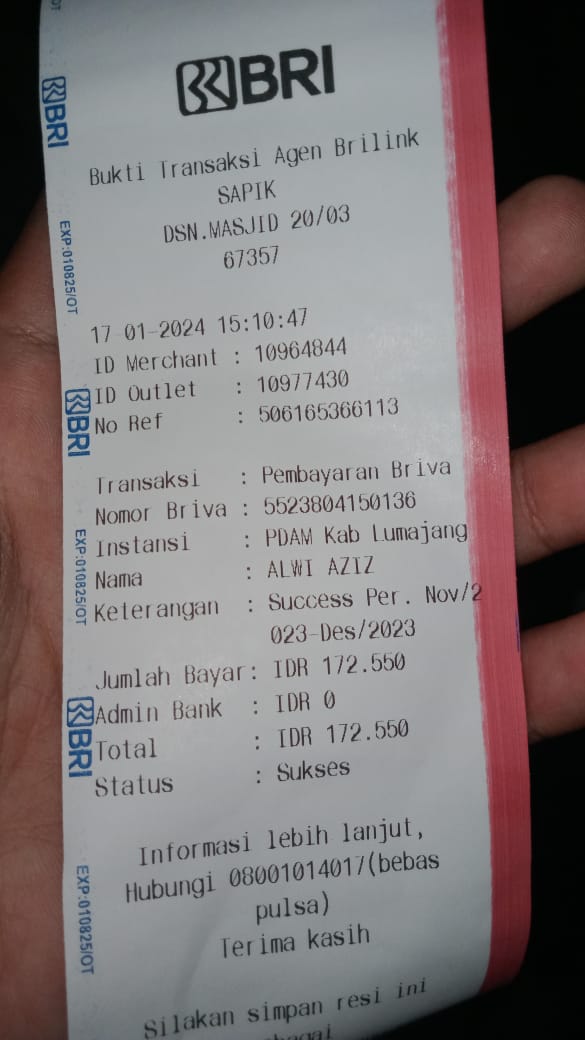 BRI
Bukti Transaksi Agen Brilink
SAPIK
DSN.MASJID 20/03
67357
17-01-2024 15:10:47
ID Merchant : 10964844
ID Outlet : 10977430
No Ref : 506165366113
Transaksi : Pembayaran Briva
Nomor Briva : 5523804150136
Instansi : PDAM Kab Lumajang
Nama : ALWI AZIZ
Keterangan : Success Per. Nov/2
023-Des/2023
Jumlah Bayar: IDR 172.550
Admin Bank : IDR 0
Total : IDR 172.550
Status : Sukses
Informasi lebih lanjut,
Hubungi 08001014017(bebas
pulsa)
Terima kasih
Silakan simpan resi ini
BRI
EXP:010825/OT
BRI
EXP:010825/OT
BRI
EXP:010825/OT